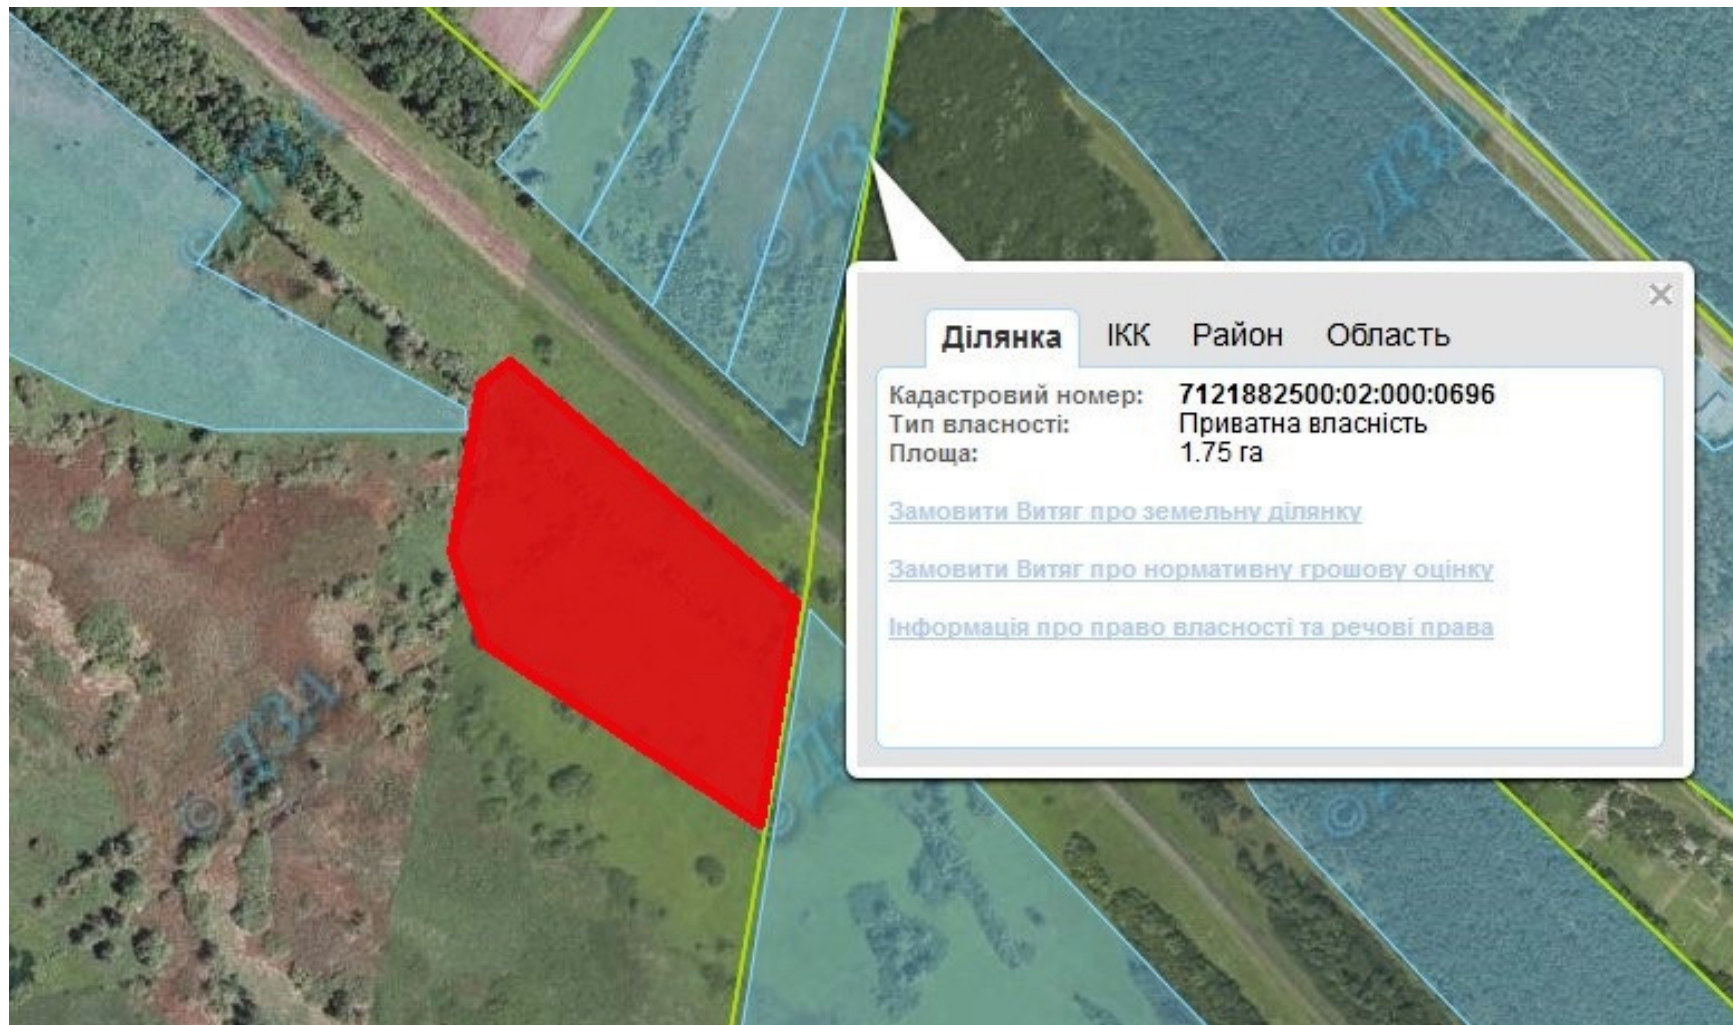 Ділянка ІКК Район Область
Кадастровий номер: 7121882500:02:000:0696
Тип власності: Приватна власність
Площа: 1.75 га
Замовити Витяг про земельну ділянку
Замовити Витяг про нормативну грошову оцінку
Інформація про право власності та речові права
© ДЗА